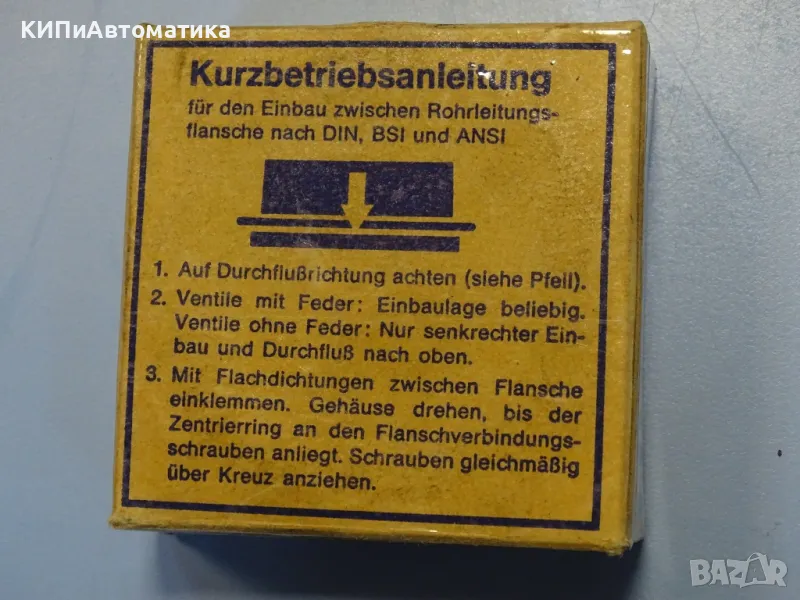 КИПиАвтоматика
Kurzbetriebsanleitung
für den Einbau zwischen Rohrleitungs-
flansche nach DIN, BSI und ANSI
1. Auf Durchflußrichtung achten (siehe Pfeil).
2. Ventile mit Feder: Einbaulage beliebig.
Ventile ohne Feder: Nur senkrechter Ein-
bau und Durchfluß nach oben.
3. Mit Flachdichtungen zwischen Flansche
einklemmen. Gehäuse drehen, bis der
Zentrierring an den Flanschverbindungs-
schrauben anliegt. Schrauben gleichmäßig
über Kreuz anziehen.
BAZAR